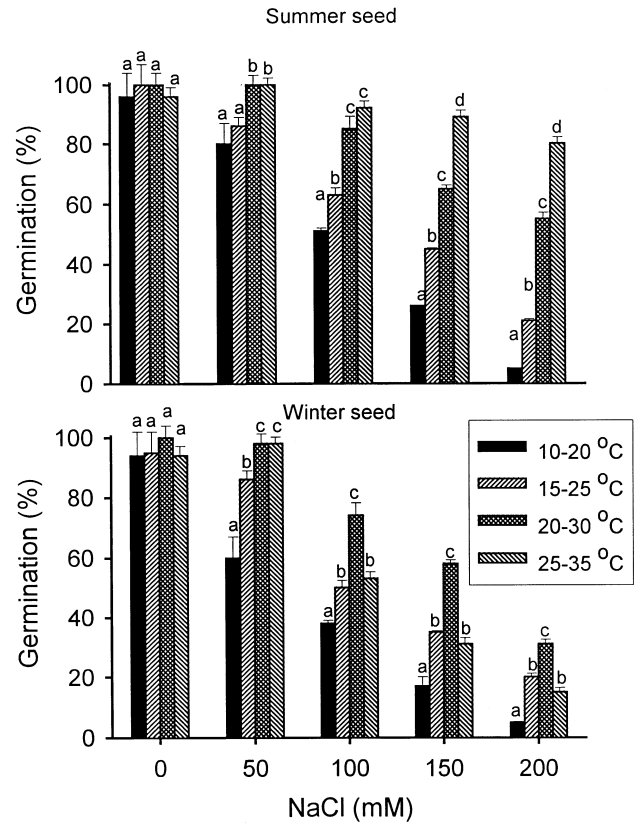 Summer seed
a a a a
a a b b
a b c c
a b c d
a b c d
100
80
60
40
20
0
Germination (%)
Winter seed
a a a a
a b c c
a b c b
a b c b
a b c b
100
80
60
40
20
0
Germination (%)
10-20 °C
15-25 °C
20-30 °C
25-35 °C
0 50 100 150 200
NaCl (mM)